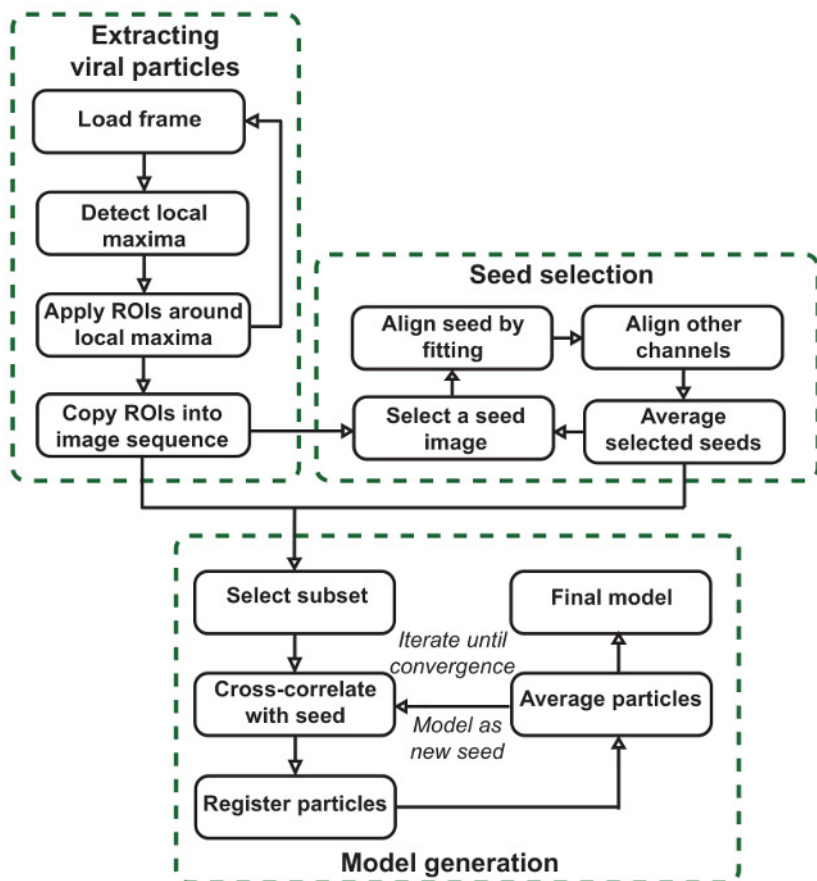 Extracting
viral particles
Load frame
Detect local
maxima
Apply ROIs around
local maxima
Copy ROIs into
image sequence
Seed selection
Align seed by
fitting
Align other
channels
Select a seed
image
Average
selected seeds
Select subset
Final model
Iterate until
convergence
Cross-correlate
with seed
Average particles
Model as
new seed
Register particles
Model generation